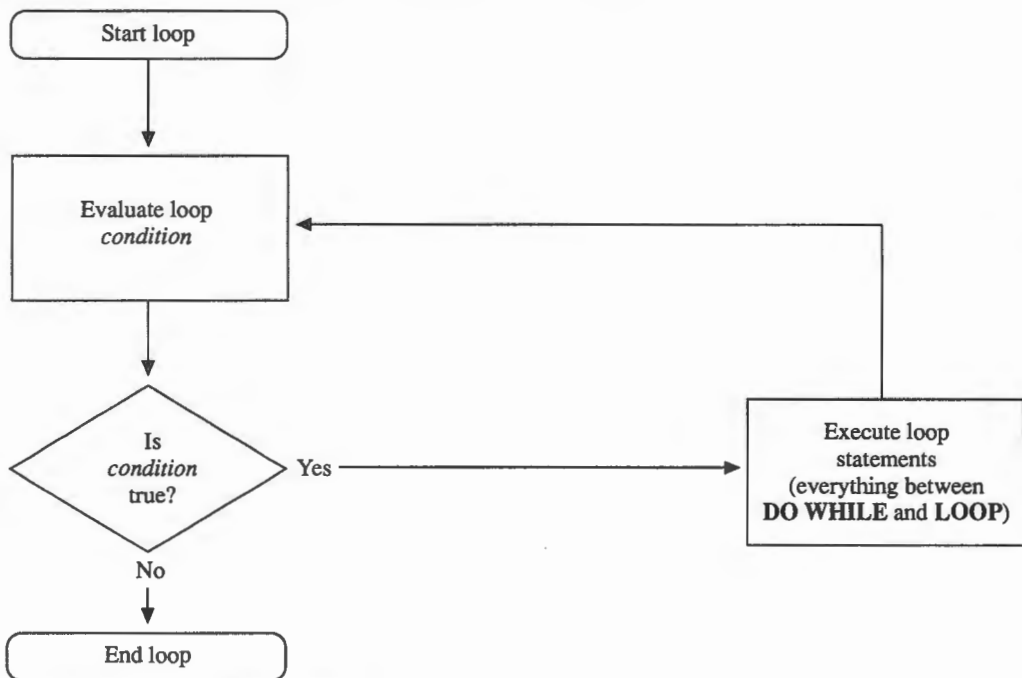 Start loop
Evaluate loop
condition
Is
condition
true?
Yes
Execute loop
statements
(everything between
DO WHILE and LOOP)
No
End loop